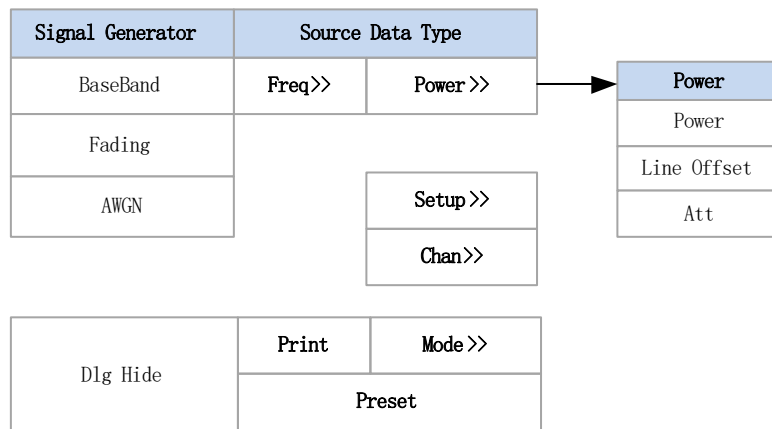 Signal Generator Source Data Type
BaseBand Freq>> Power>> Power
Fading Power
Line Offset
AWGN Setup>> Att
Chan>>
Dlg Hide Print Mode>>
Preset